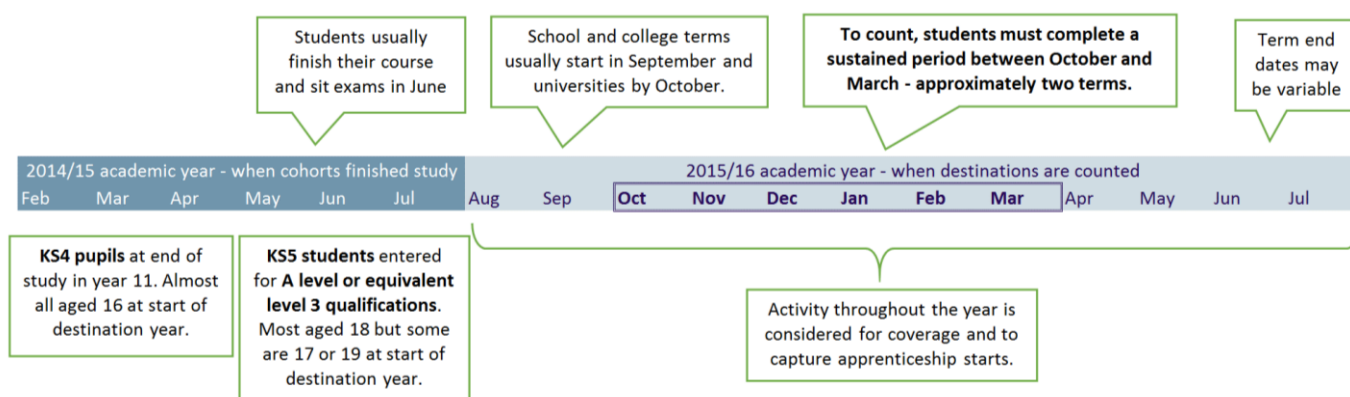 Students usually
finish their course
and sit exams in June
School and college terms
usually start in September and
universities by October.
To count, students must complete a
sustained period between October and
March - approximately two terms.
Term end
dates may
be variable
2014/15 academic year - when cohorts finished study
2015/16 academic year - when destinations are counted
Feb Mar Apr May Jun Jul Aug Sep Oct Nov Dec Jan Feb Mar Apr May Jun Jul
KS4 pupils at end of
study in year 11. Almost
all aged 16 at start of
destination year.
KS5 students entered
for A level or equivalent
level 3 qualifications.
Most aged 18 but some
are 17 or 19 at start of
destination year.
Activity throughout the year is
considered for coverage and to
capture apprenticeship starts.